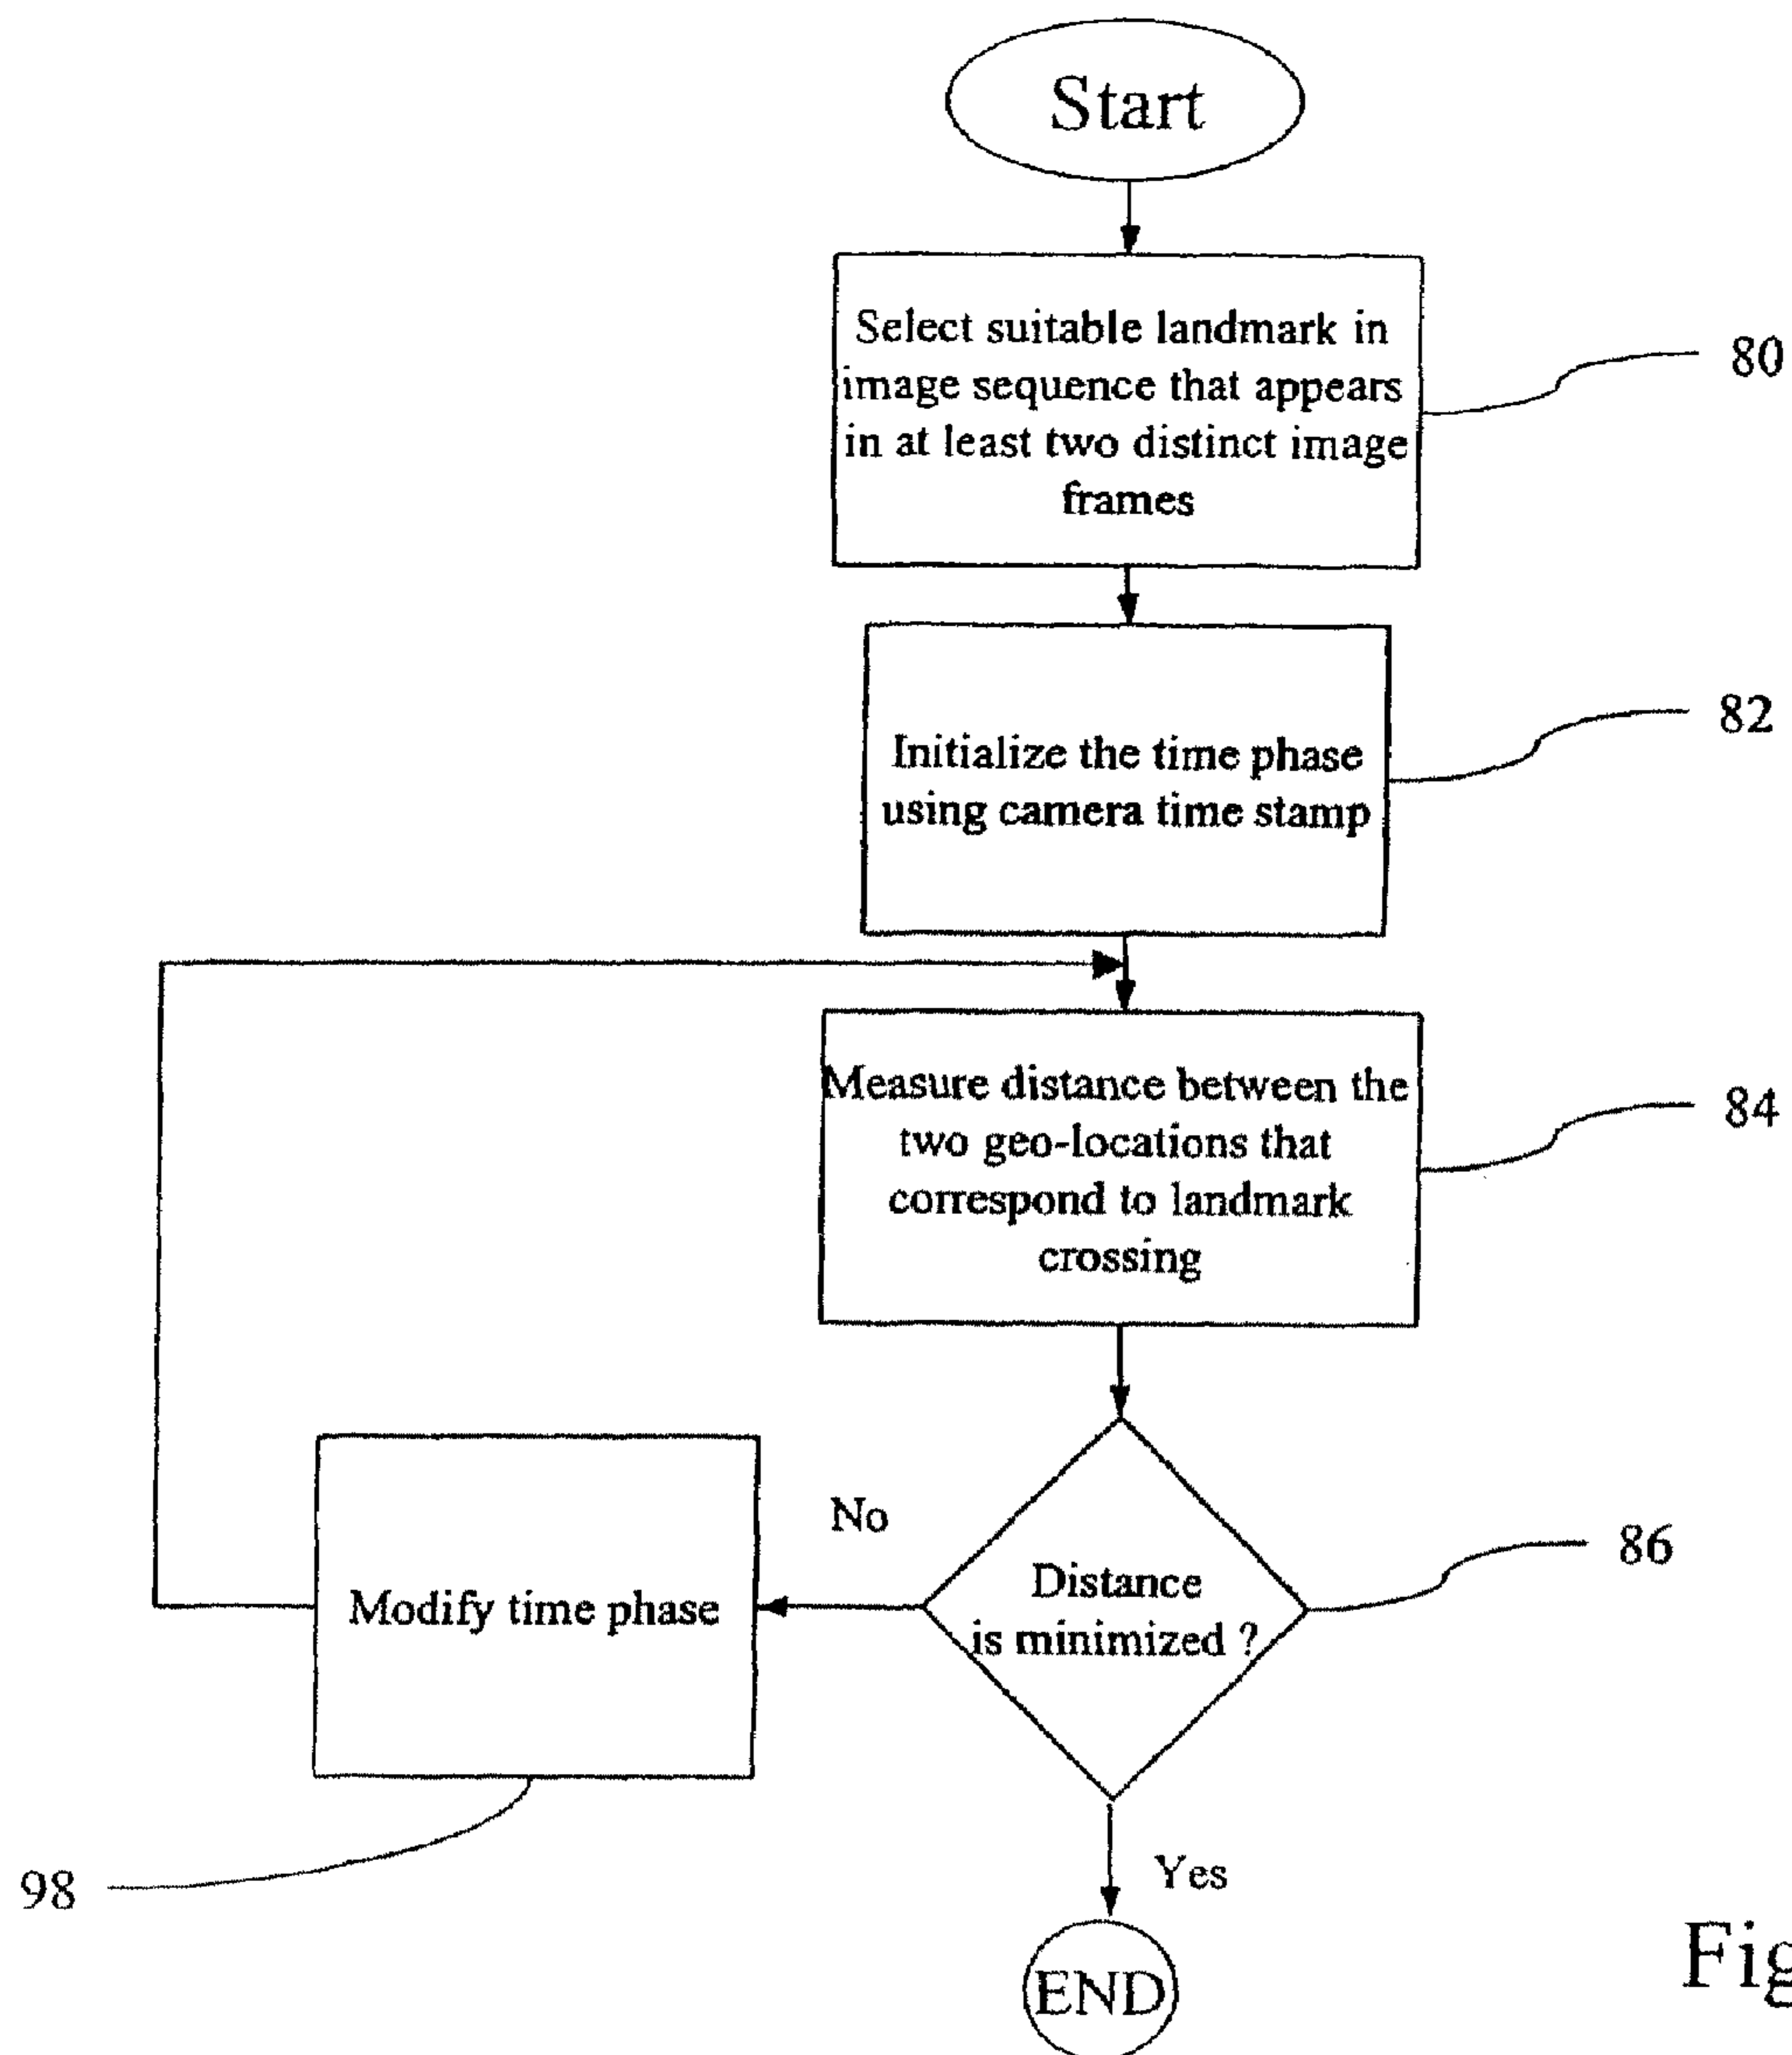 Start
Select suitable landmark in
image sequence that appears
in at least two distinct image
frames
80
Initialize the time phase
using camera time stamp
82
Measure distance between the
two geo-locations that
correspond to landmark
crossing
84
No
Distance
is minimized ?
86
Modify time phase
98
Yes
END
Fig